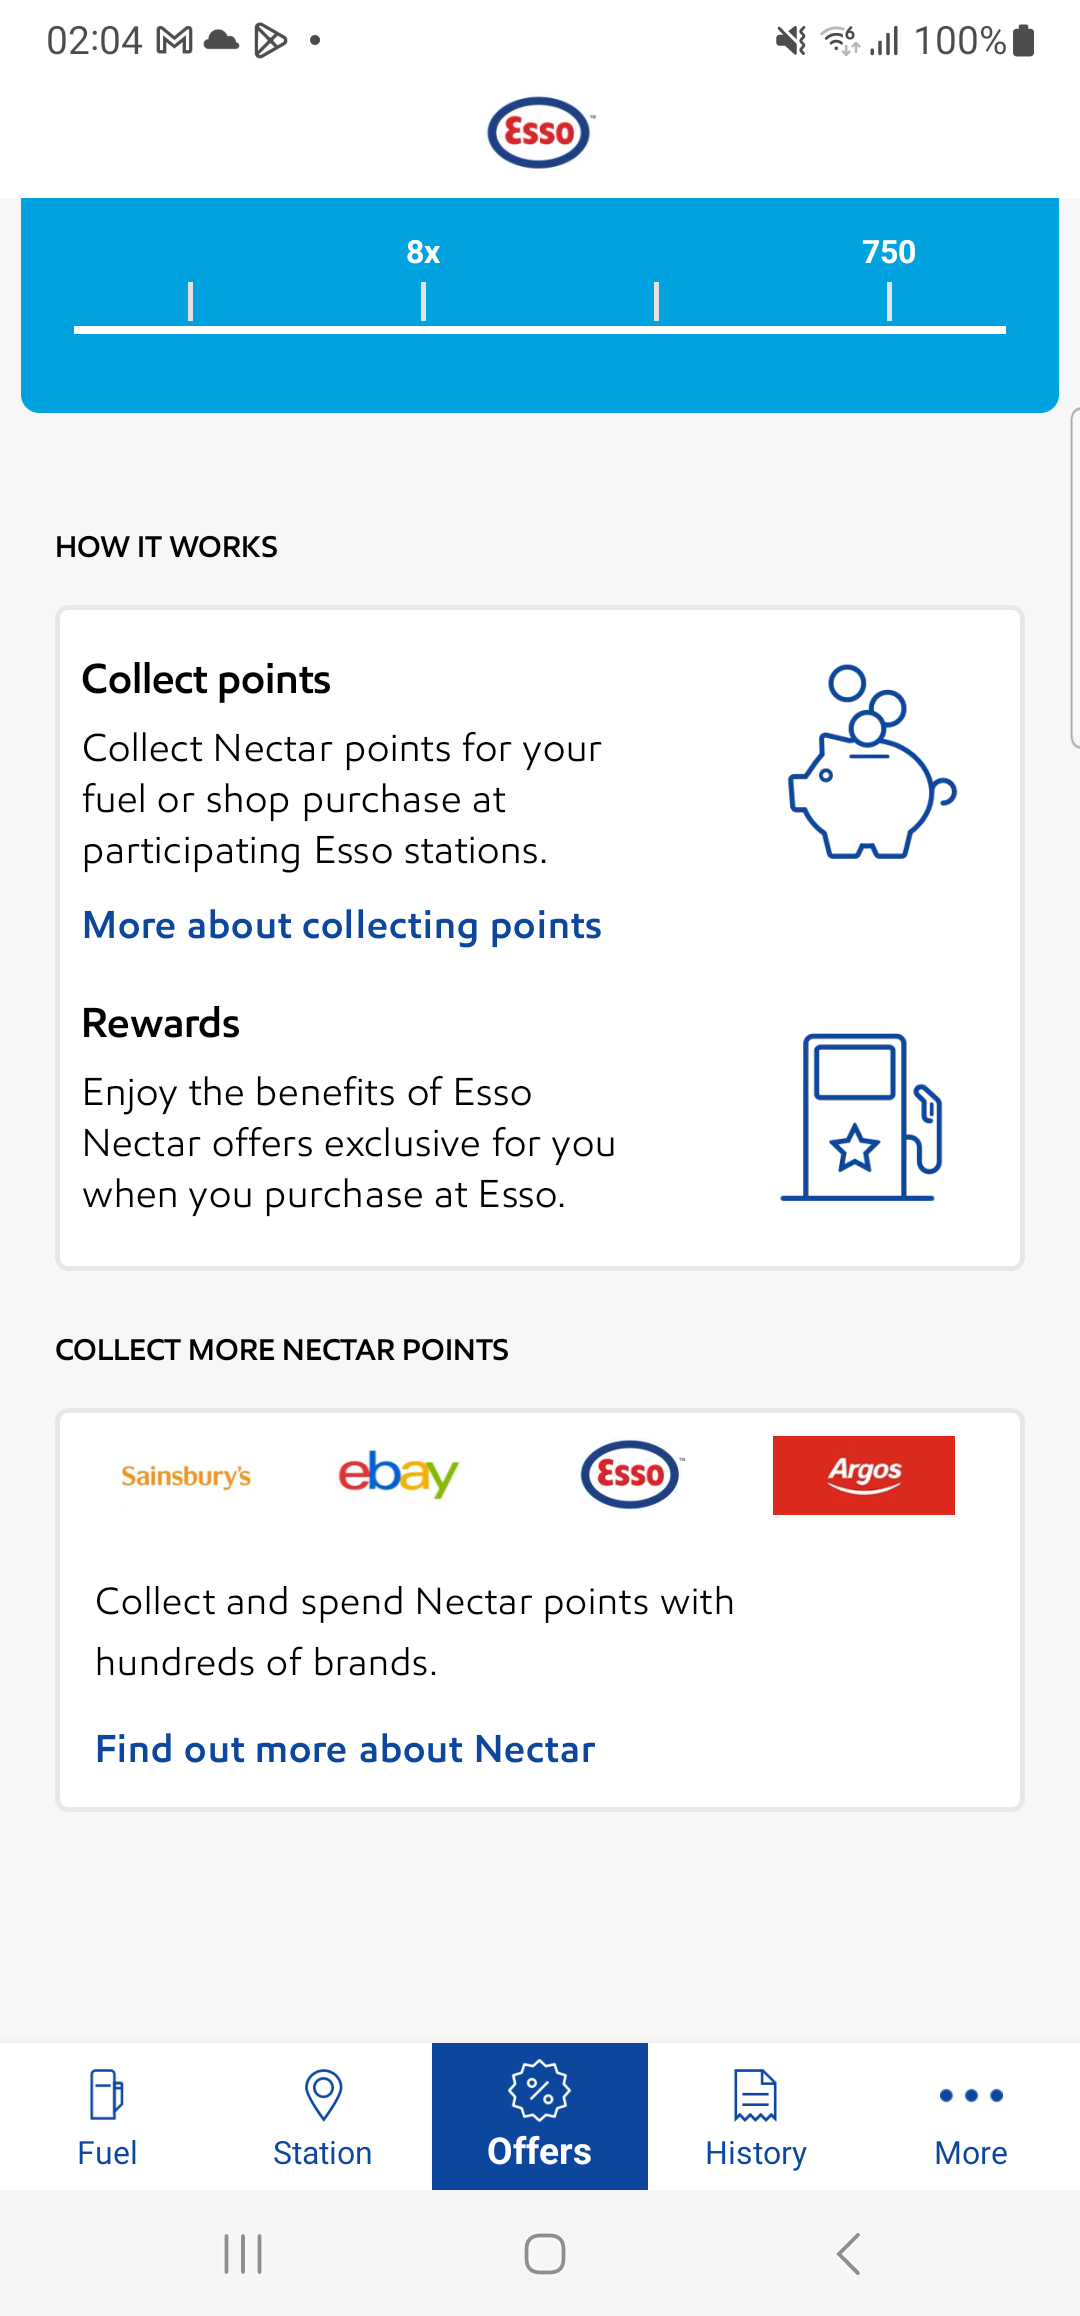 02:04
6
100%
Esso
8x 750
HOW IT WORKS
Collect points
Collect Nectar points for your
fuel or shop purchase at
participating Esso stations.
More about collecting points
Rewards
Enjoy the benefits of Esso
Nectar offers exclusive for you
when you purchase at Esso.
COLLECT MORE NECTAR POINTS
Sainsbury's ebay Esso Argos
Collect and spend Nectar points with
hundreds of brands.
Find out more about Nectar
Fuel Station Offers History More